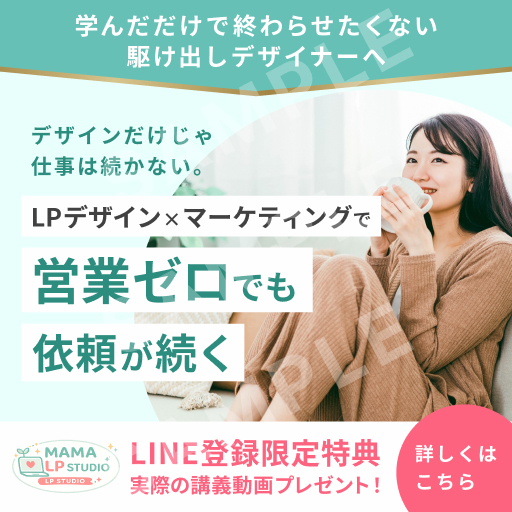 学んだだけで終わらせたくない
駆け出しデザイナーへ
デザインだけじゃ
仕事は続かない。
LPデザイン×マーケティングで
営業ゼロでも
依頼が続く
MAMA
LP STUDIO
LP STUDIO
LINE登録限定特典
実際の講義動画プレゼント！
詳しくは
こちら
SAMPLE
SAMPLE
SAMPLE